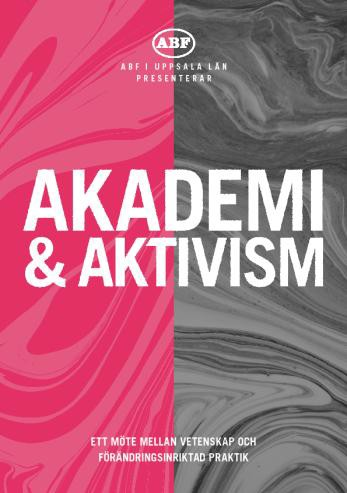 ABF
ABF I UPPSALA LÄN
PRESENTERAR
AKADEMI
& AKTIVISM
ETT MÖTE MELLAN VETENSKAP OCH
FÖRÄNDRINGSINRIKTAD PRAKTIK